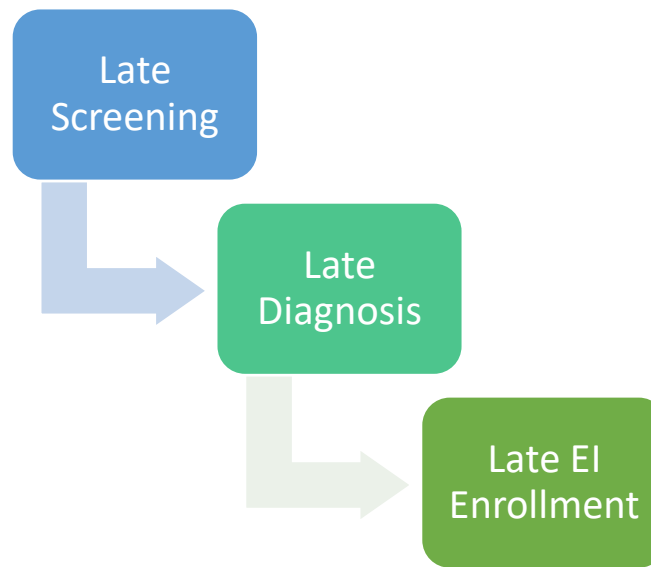 Late
Screening
Late
Diagnosis
Late EI
Enrollment